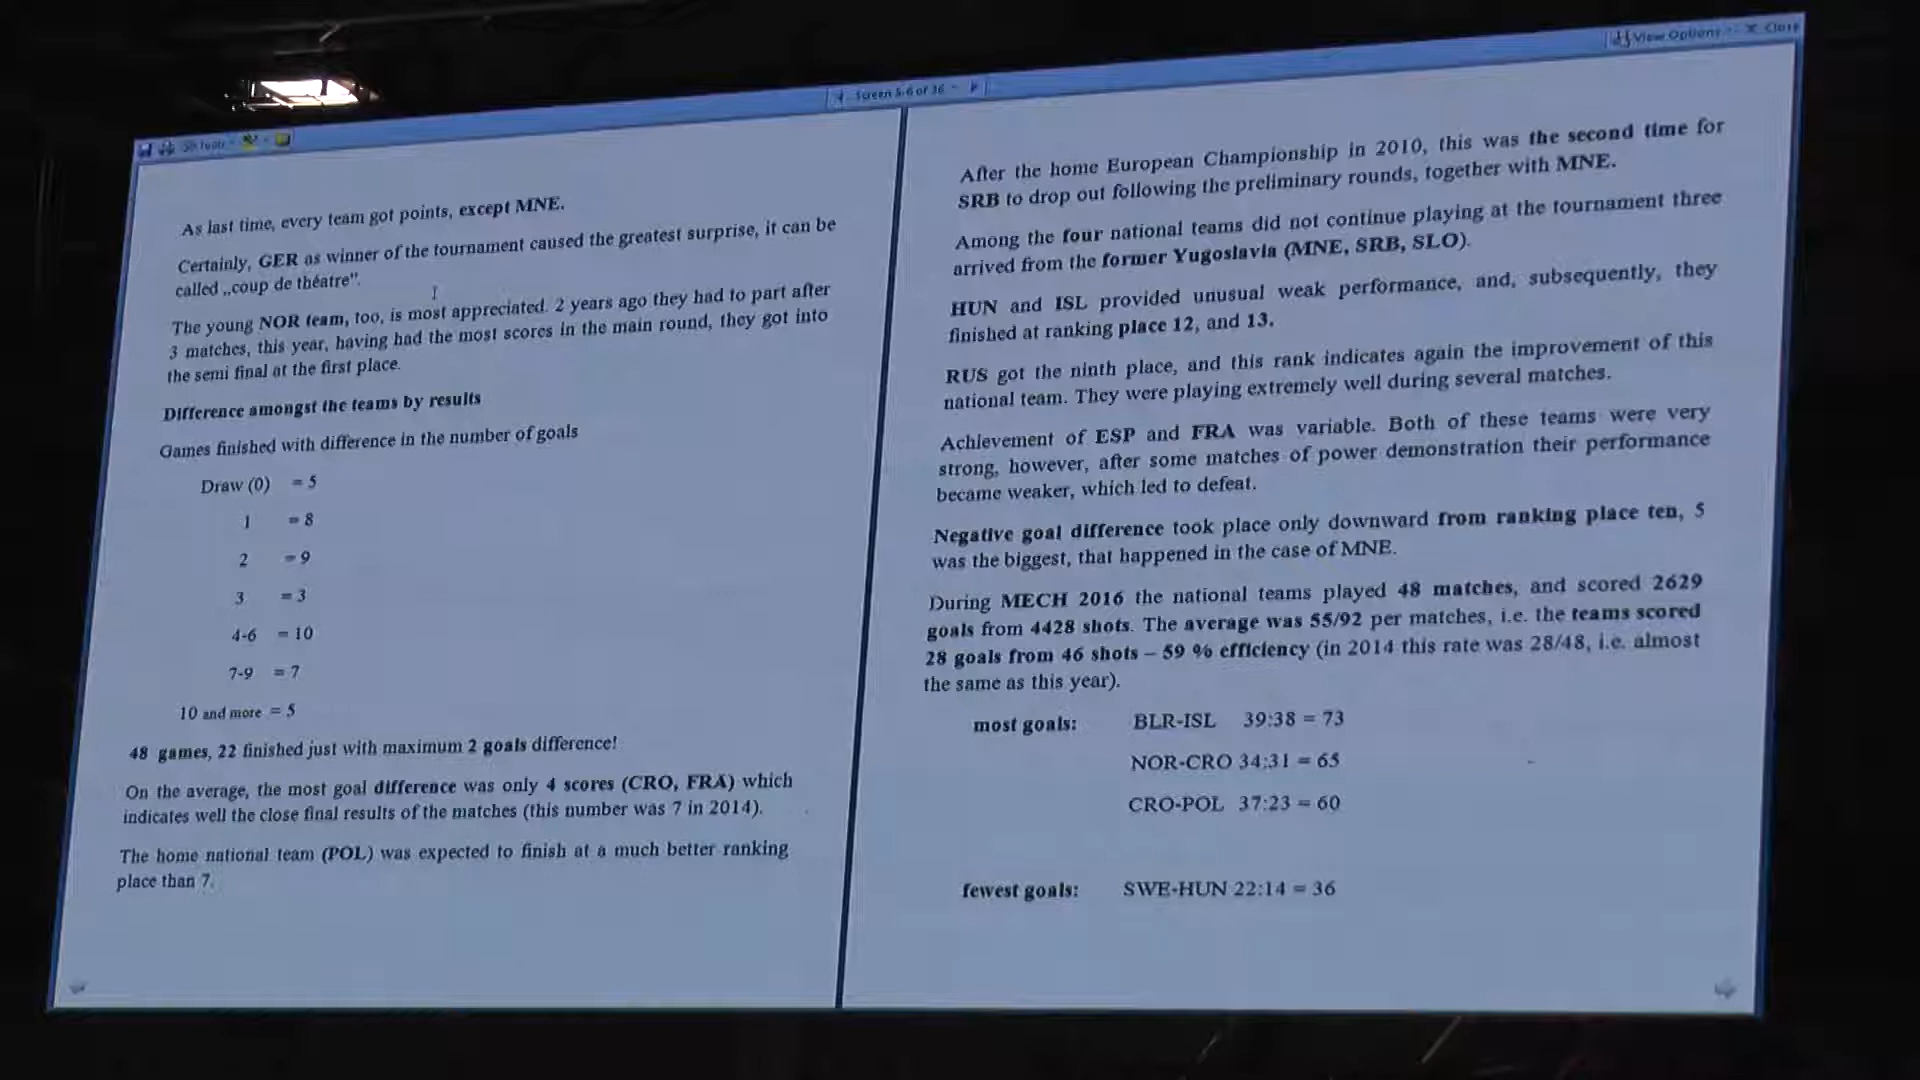 View Options
Close
Screen 5-6 of 36
As last time, every team got points, except MNE.
Certainly, GER as winner of the tournament caused the greatest surprise, it can be
called „coup de théatre".
The young NOR team, too, is most appreciated. 2 years ago they had to part after
3 matches, this year, having had the most scores in the main round, they got into
the semi final at the first place.
Difference amongst the teams by results
Games finished with difference in the number of goals
Draw (0) = 5
1 = 8
2 = 9
3 = 3
4-6 = 10
7-9 = 7
10 and more = 5
48 games, 22 finished just with maximum 2 goals difference!
On the average, the most goal difference was only 4 scores (CRO, FRA) which
indicates well the close final results of the matches (this number was 7 in 2014).
The home national team (POL) was expected to finish at a much better ranking
place than 7.
After the home European Championship in 2010, this was the second time for
SRB to drop out following the preliminary rounds, together with MNE.
Among the four national teams did not continue playing at the tournament three
arrived from the former Yugoslavia (MNE, SRB, SLO).
HUN and ISL provided unusual weak performance, and, subsequently, they
finished at ranking place 12, and 13.
RUS got the ninth place, and this rank indicates again the improvement of this
national team. They were playing extremely well during several matches.
Achievement of ESP and FRA was variable. Both of these teams were very
strong, however, after some matches of power demonstration their performance
became weaker, which led to defeat.
Negative goal difference took place only downward from ranking place ten, 5
was the biggest, that happened in the case of MNE.
During MECH 2016 the national teams played 48 matches, and scored 2629
goals from 4428 shots. The average was 55/92 per matches, i.e. the teams scored
28 goals from 46 shots – 59 % efficiency (in 2014 this rate was 28/48, i.e. almost
the same as this year).
most goals: BLR-ISL 39:38 = 73
NOR-CRO 34:31 = 65
CRO-POL 37:23 = 60
fewest goals: SWE-HUN 22:14 = 36